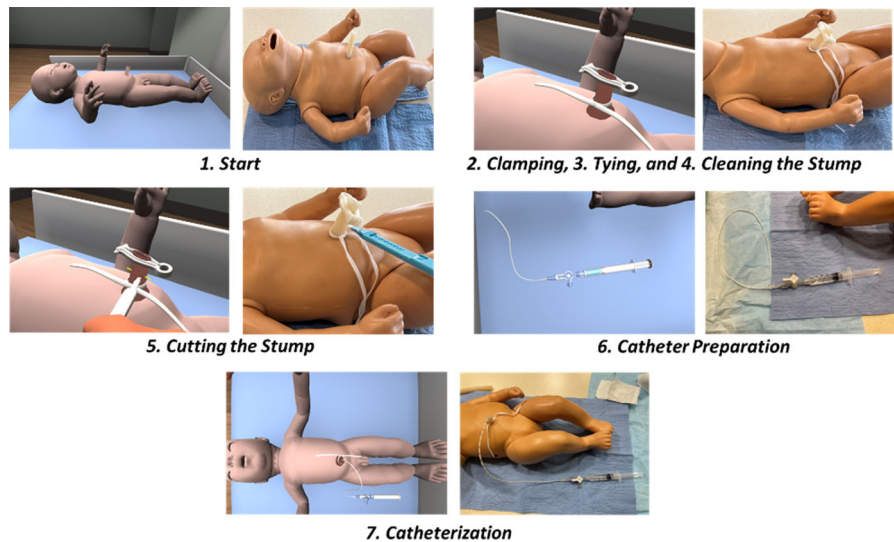 1. Start
2. Clamping, 3. Tying, and 4. Cleaning the Stump
5. Cutting the Stump
6. Catheter Preparation
7. Catheterization